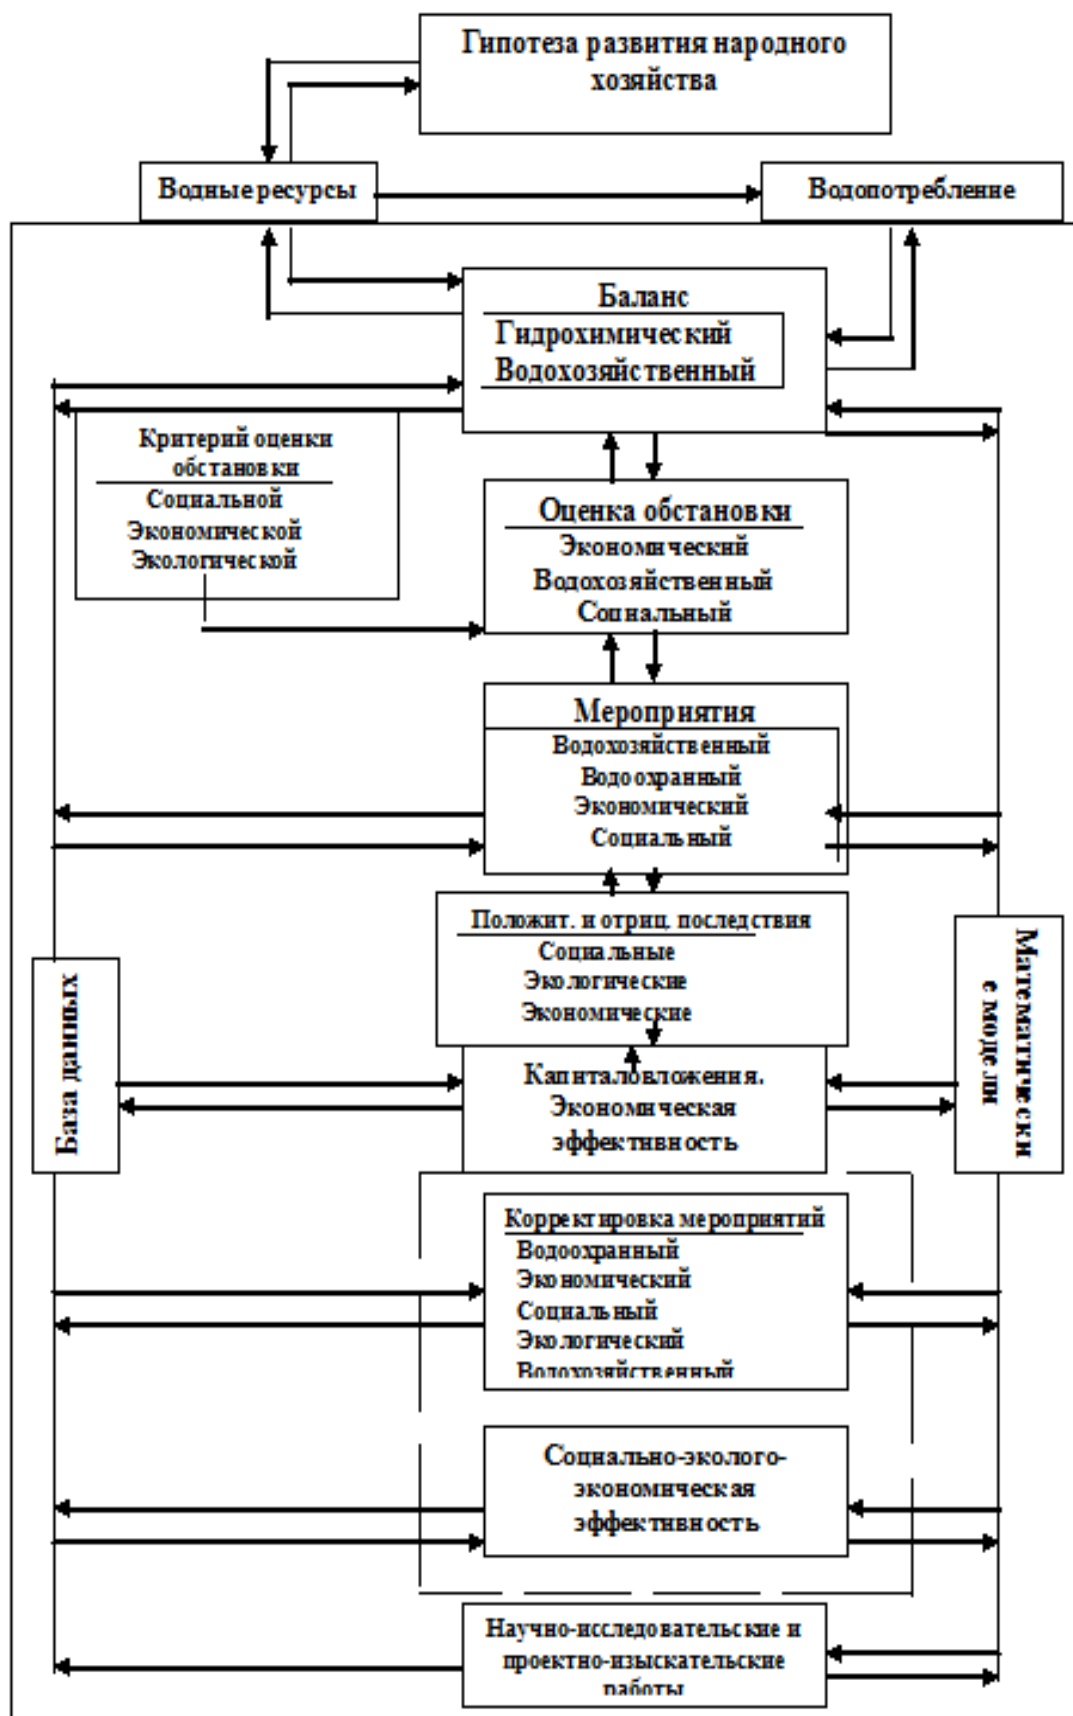 Гипотеза развития народного
хозяйства
Водные ресурсы
Водопотребление
Баланс
Гидрохимический
Водохозяйственный
Критерий оценки
обстановки
Социальной
Экономической
Экологической
Оценка обстановки
Экономический
Водохозяйственный
Социальный
Мероприятия
Водохозяйственный
Водоохранный
Экономический
Социальный
Положит. и отриц. последствия
Социальные
Экологические
Экономические
База данных
Математически
е модели
Капиталовложения.
Экономическая
эффективность
Корректировка мероприятий
Водоохранный
Экономический
Социальный
Экологический
Водохозяйственный
Социально-эколого-
экономическая
эффективность
Научно-исследовательские и
проектно-изыскательские
работы